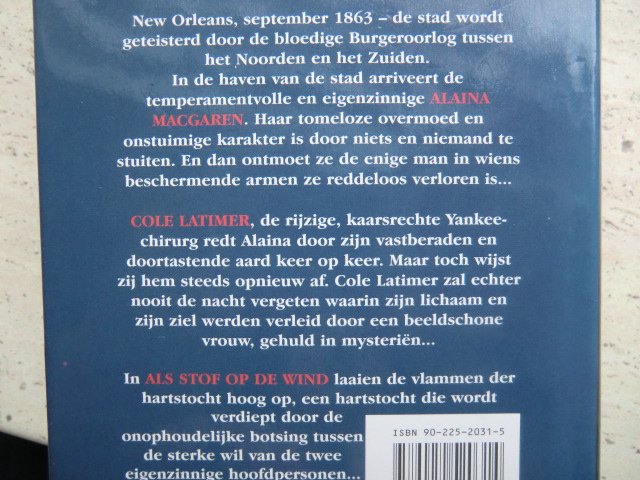 New Orleans, september 1863 – de stad wordt
geteisterd door de bloedige Burgeroorlog tussen
het Noorden en het Zuiden.
In de haven van de stad arriveert de
temperamentvolle en eigenzinnige ALAINA
MACGAREN. Haar tomeloze overmoed en
onstuimige karakter is door niets en niemand te
stuiten. En dan ontmoet ze de enige man in wiens
beschermende armen ze reddeloos verloren is...
COLE LATIMER, de rijzige, kaarsrechte Yankee-
chirurg redt Alaina door zijn vastberaden en
doortastende aard keer op keer. Maar toch wijst
zij hem steeds opnieuw af. Cole Latimer zal echter
nooit de nacht vergeten waarin zijn lichaam en
zijn ziel werden verleid door een beeldschone
vrouw, gehuld in mysteriën...
In ALS STOF OP DE WIND laaien de vlammen der
hartstocht hoog op, een hartstocht die wordt
verdiept door de
onophoudelijke botsing tussen
de sterke wil van de twee
eigenzinnige hoofdpersonen...
ISBN 90-225-2031-5